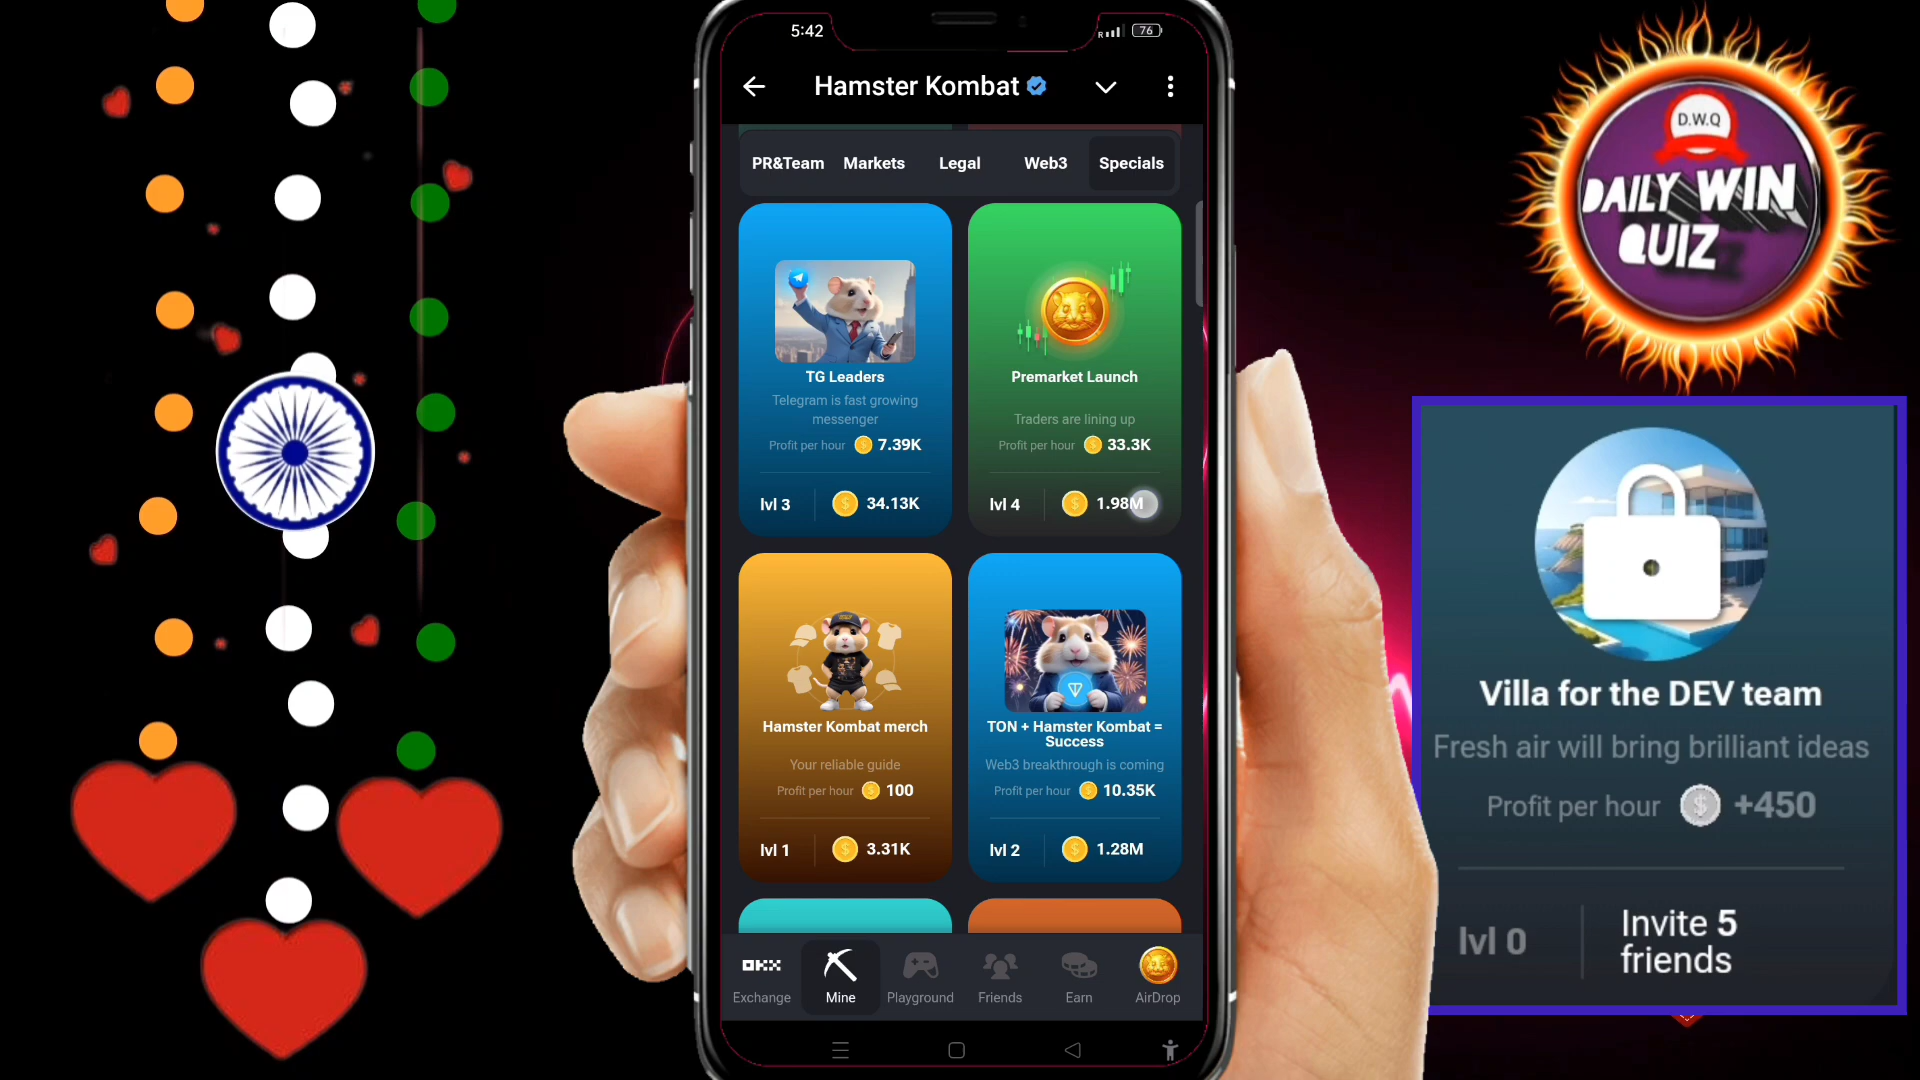 5:42
R
76
Hamster Kombat
PR&Team Markets Legal Web3 Specials
TG Leaders
Telegram is fast growing
messenger
Profit per hour 7.39K
lvl 3 34.13K
Premarket Launch
Traders are lining up
Profit per hour 33.3K
lvl 4 1.98M
Hamster Kombat merch
Your reliable guide
Profit per hour 100
lvl 1 3.31K
TON + Hamster Kombat =
Success
Web3 breakthrough is coming
Profit per hour 10.35K
lvl 2 1.28M
OKX
Exchange Mine Playground Friends Earn AirDrop
D.W.Q
DAILY WIN
QUIZ
Villa for the DEV team
Fresh air will bring brilliant ideas
Profit per hour +450
lvl 0
Invite 5
friends